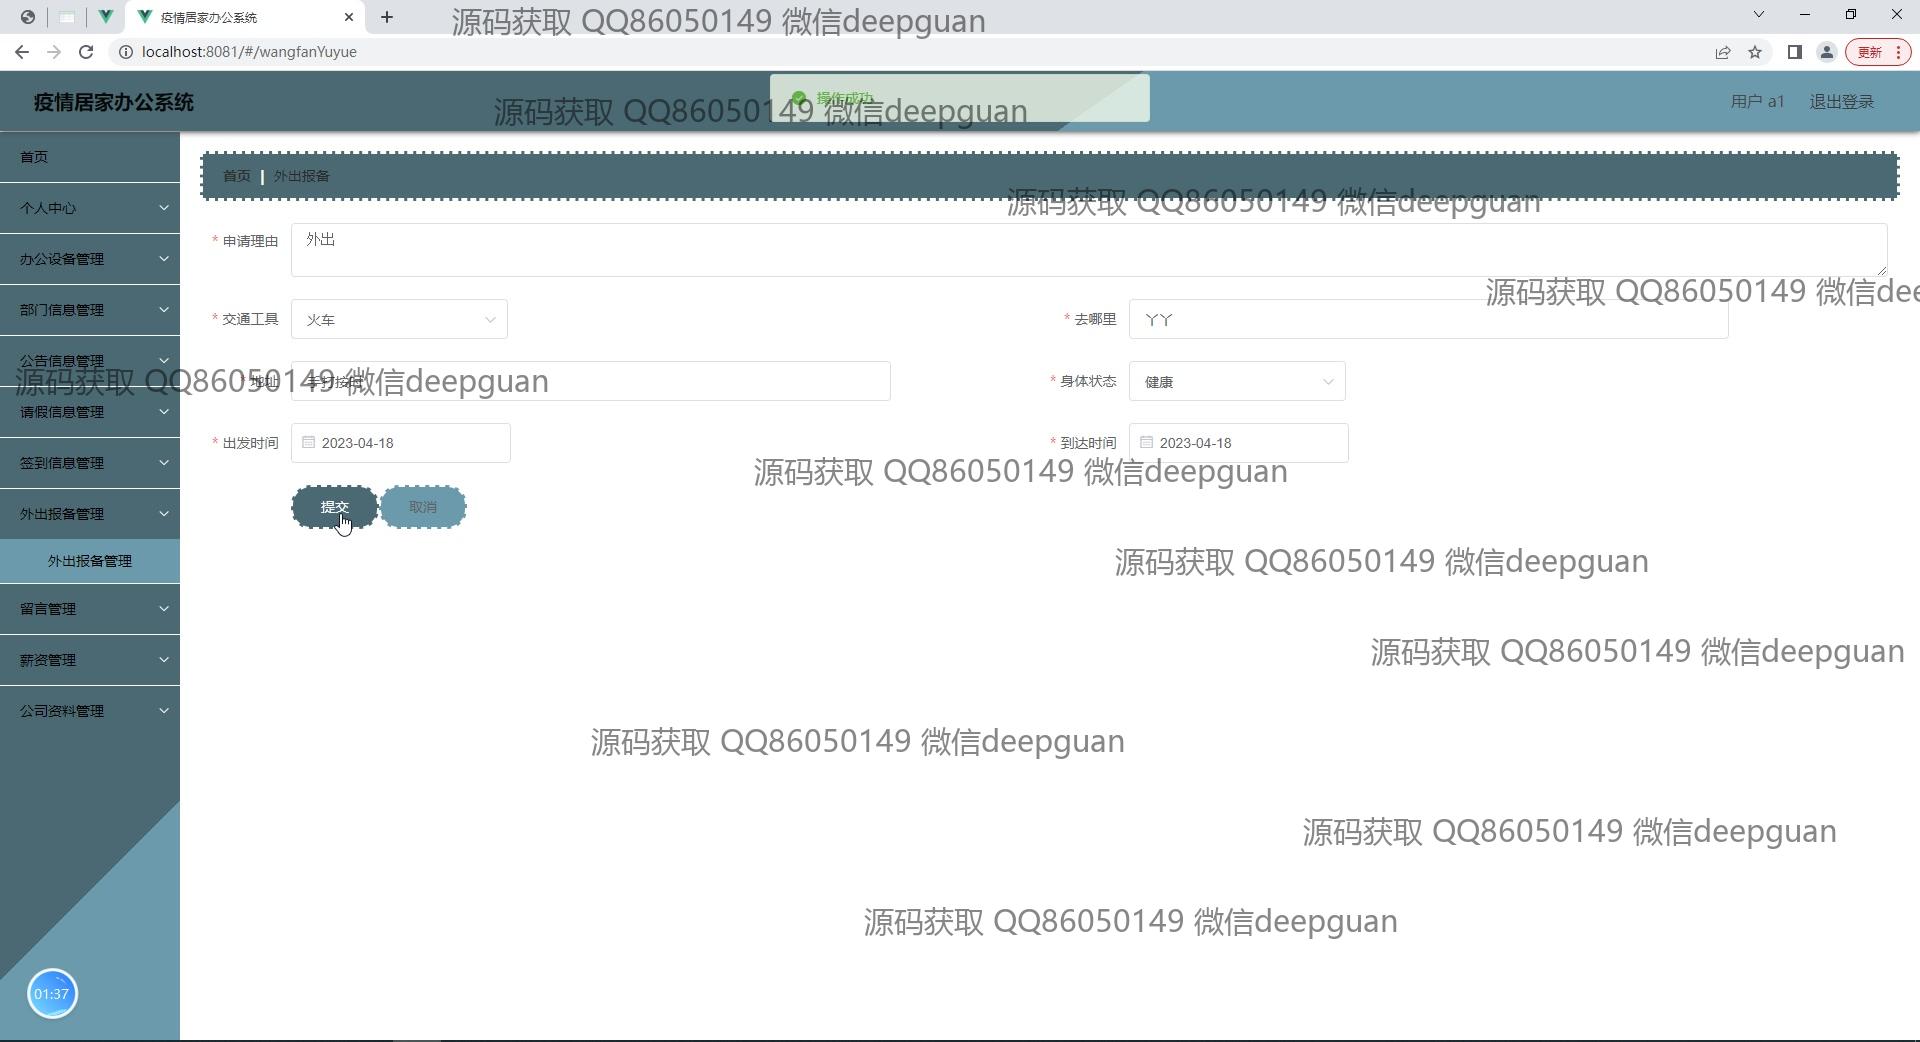 疫情居家办公系统
源码获取 QQ86050149 微信deepguan
localhost:8081/#/wangfanYuyue
更新
疫情居家办公系统
操作成功
源码获取 QQ86050149 微信deepguan
用户 a1
退出登录
首页
个人中心
办公设备管理
部门信息管理
公告信息管理
请假信息管理
签到信息管理
外出报备管理
外出报备管理
留言管理
薪资管理
公司资料管理
01:37
首页 | 外出报备
源码获取 QQ86050149 微信deepguan
* 申请理由 外出
源码获取 QQ86050149 微信dee
* 交通工具 火车
* 去哪里 丫丫
源码获取 QQ86050149 微信deepguan
* 地址
* 身体状态 健康
* 出发时间 2023-04-18
* 到达时间 2023-04-18
源码获取 QQ86050149 微信deepguan
提交 取消
源码获取 QQ86050149 微信deepguan
源码获取 QQ86050149 微信deepguan
源码获取 QQ86050149 微信deepguan
源码获取 QQ86050149 微信deepguan
源码获取 QQ86050149 微信deepguan